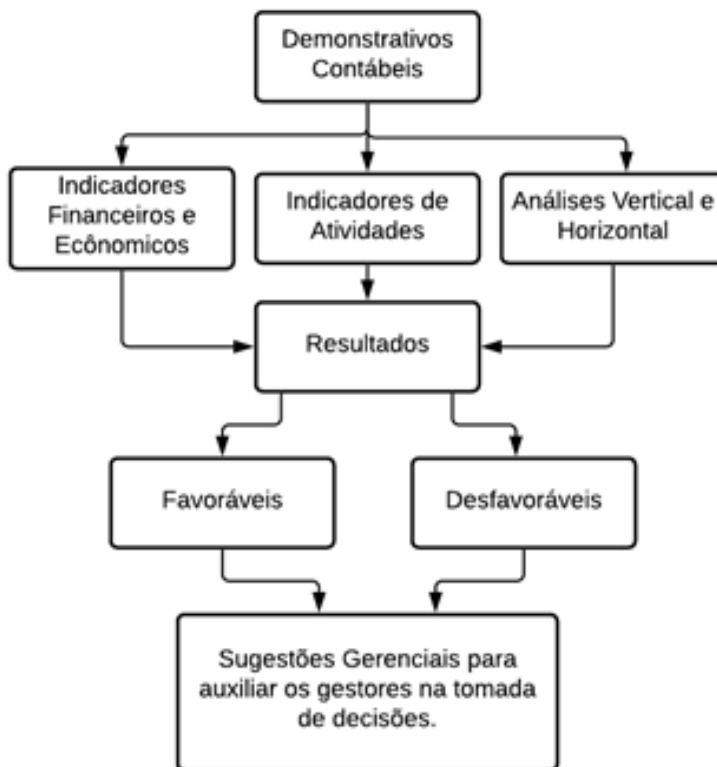 Demonstrativos
Contábeis
Indicadores
Financeiros e
Ecônomicos
Indicadores de
Atividades
Análises Vertical e
Horizontal
Resultados
Favoráveis
Desfavoráveis
Sugestões Gerenciais para
auxiliar os gestores na tomada
de decisões.